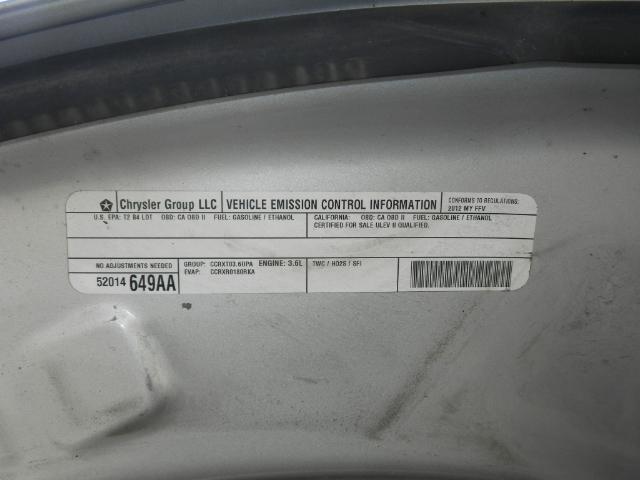 Chrysler Group LLC VEHICLE EMISSION CONTROL INFORMATION CONFORMS TO REGULATIONS:
2012 MY FFV
U.S. EPA: T2 B4 LDT OBD: CA OBD II FUEL: GASOLINE / ETHANOL
CALIFORNIA: OBD: CA OBD II FUEL: GASOLINE / ETHANOL
CERTIFIED FOR SALE ULEV II QUALIFIED.
NO ADJUSTMENTS NEEDED
52014 649AA
GROUP: CCRXT03.6UPA ENGINE: 3.6L
EVAP: CCRXR0180RKA
TWC / HO2S / SFI